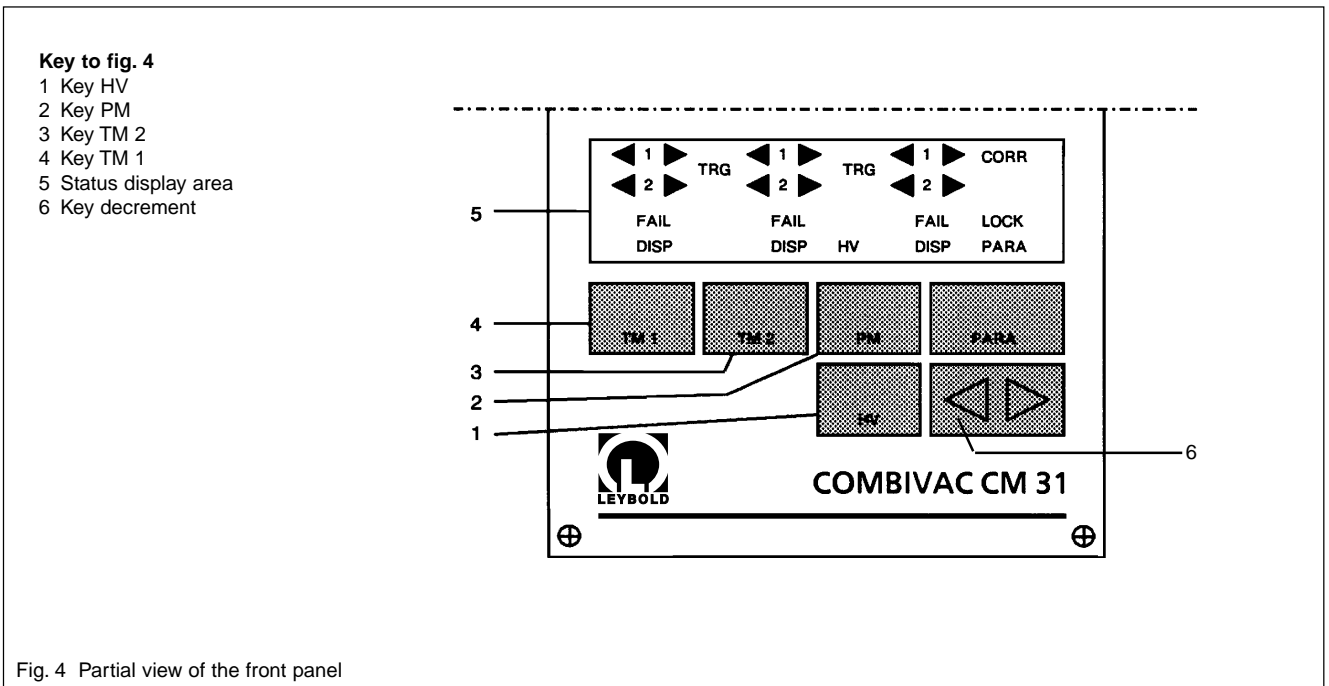 Key to fig. 4
1 Key HV
2 Key PM
3 Key TM 2
4 Key TM 1
5 Status display area
6 Key decrement
1 TRG 1 TRG 1 CORR
2 2 2
5
FAIL FAIL FAIL LOCK
DISP DISP HV DISP PARA
4
TM 1 TM 2 PM PARA
3
2
1
HV
6
LEYBOLD
COMBIVAC CM 31
Fig. 4 Partial view of the front panel